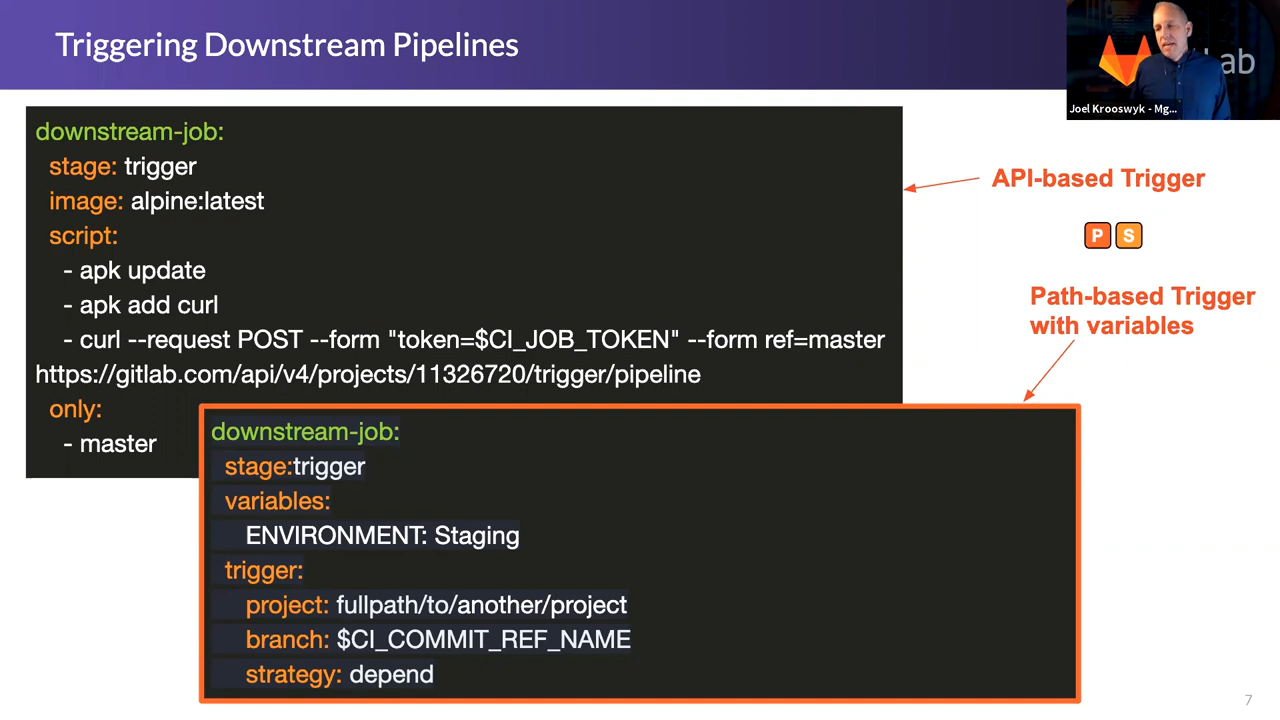 Triggering Downstream Pipelines
lab
Joel Krooswyk - Mg...
downstream-job:
stage: trigger
image: alpine:latest
script:
- apk update
- apk add curl
- curl --request POST --form "token=$CI_JOB_TOKEN" --form ref=master
https://gitlab.com/api/v4/projects/11326720/trigger/pipeline
only:
- master
API-based Trigger
P S
Path-based Trigger
with variables
downstream-job:
stage:trigger
variables:
ENVIRONMENT: Staging
trigger:
project: fullpath/to/another/project
branch: $CI_COMMIT_REF_NAME
strategy: depend
7